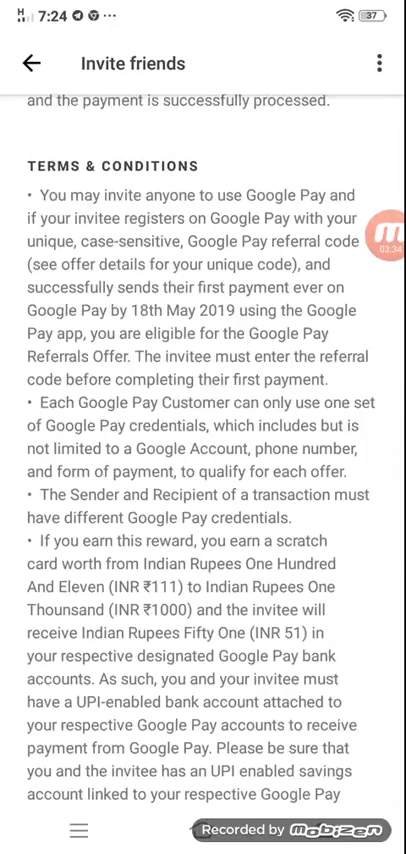 H
7:24
37
Invite friends
and the payment is successfully processed.
TERMS & CONDITIONS
• You may invite anyone to use Google Pay and
if your invitee registers on Google Pay with your
unique, case-sensitive, Google Pay referral code
(see offer details for your unique code), and
03:34
successfully sends their first payment ever on
Google Pay by 18th May 2019 using the Google
Pay app, you are eligible for the Google Pay
Referrals Offer. The invitee must enter the referral
code before completing their first payment.
• Each Google Pay Customer can only use one set
of Google Pay credentials, which includes but is
not limited to a Google Account, phone number,
and form of payment, to qualify for each offer.
• The Sender and Recipient of a transaction must
have different Google Pay credentials.
• If you earn this reward, you earn a scratch
card worth from Indian Rupees One Hundred
And Eleven (INR ₹111) to Indian Rupees One
Thounsand (INR ₹1000) and the invitee will
receive Indian Rupees Fifty One (INR 51) in
your respective designated Google Pay bank
accounts. As such, you and your invitee must
have a UPI-enabled bank account attached to
your respective Google Pay accounts to receive
payment from Google Pay. Please be sure that
you and the invitee has an UPI enabled savings
account linked to your respective Google Pay
Recorded by mobizen